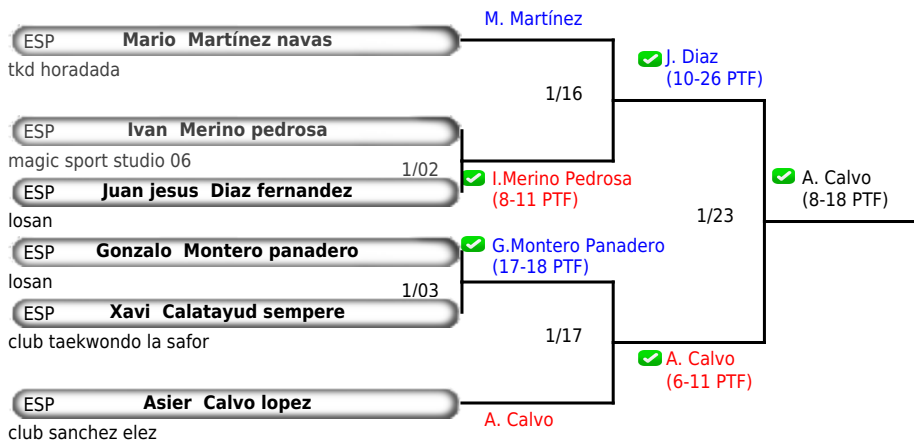 M. Martínez
ESP Mario Martínez navas
tkd horadada
J. Diaz
(10-26 PTF)
1/16
ESP Ivan Merino pedrosa
magic sport studio 06
1/02
I.Merino Pedrosa
(8-11 PTF)
ESP Juan jesus Diaz fernandez
losan
A. Calvo
(8-18 PTF)
1/23
ESP Gonzalo Montero panadero
losan
G.Montero Panadero
(17-18 PTF)
1/03
ESP Xavi Calatayud sempere
club taekwondo la safor
1/17
A. Calvo
(6-11 PTF)
ESP Asier Calvo lopez
club sanchez elez
A. Calvo